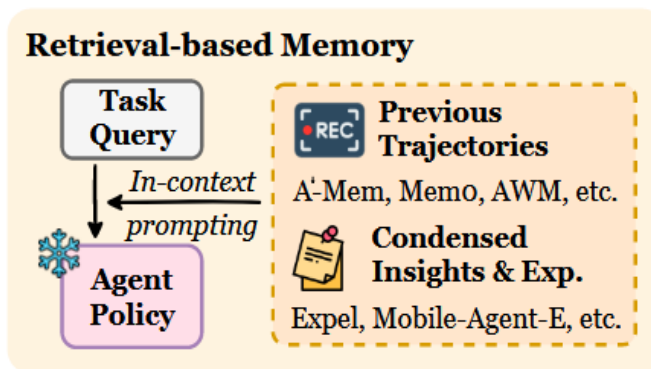 Retrieval-based Memory
Task
Query
In-context
prompting
Agent
Policy
REC
Previous
Trajectories
A-Mem, Mem0, AWM, etc.
Condensed
Insights & Exp.
Expel, Mobile-Agent-E, etc.